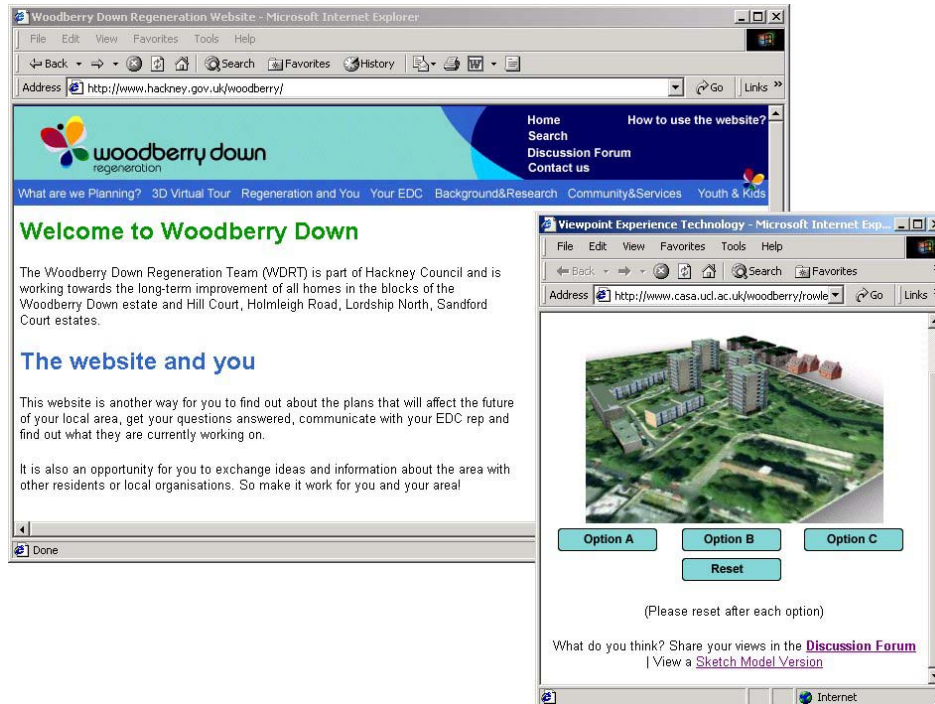 Woodberry Down Regeneration Website - Microsoft Internet Explorer
File Edit View Favorites Tools Help
Back Search Favorites History
Address http://www.hackney.gov.uk/woodberry/ Go Links »
woodberry down
regeneration
Home How to use the website?
Search
Discussion Forum
Contact us
What are we Planning? 3D Virtual Tour Regeneration and You Your EDC Background&Research Community&Services Youth & Kids
Welcome to Woodberry Down
The Woodberry Down Regeneration Team (WDRT) is part of Hackney Council and is
working towards the long-term improvement of all homes in the blocks of the
Woodberry Down estate and Hill Court, Holmleigh Road, Lordship North, Sandford
Court estates.
The website and you
This website is another way for you to find out about the plans that will affect the future
of your local area, get your questions answered, communicate with your EDC rep and
find out what they are currently working on.
It is also an opportunity for you to exchange ideas and information about the area with
other residents or local organisations. So make it work for you and your area!
Done
Viewpoint Experience Technology - Microsoft Internet Exp...
File Edit View Favorites Tools Help
Back Search Favorites
Address http://www.casa.ucl.ac.uk/woodberry/rowle Go Links
Option A Option B Option C
Reset
(Please reset after each option)
What do you think? Share your views in the Discussion Forum
| View a Sketch Model Version
Internet